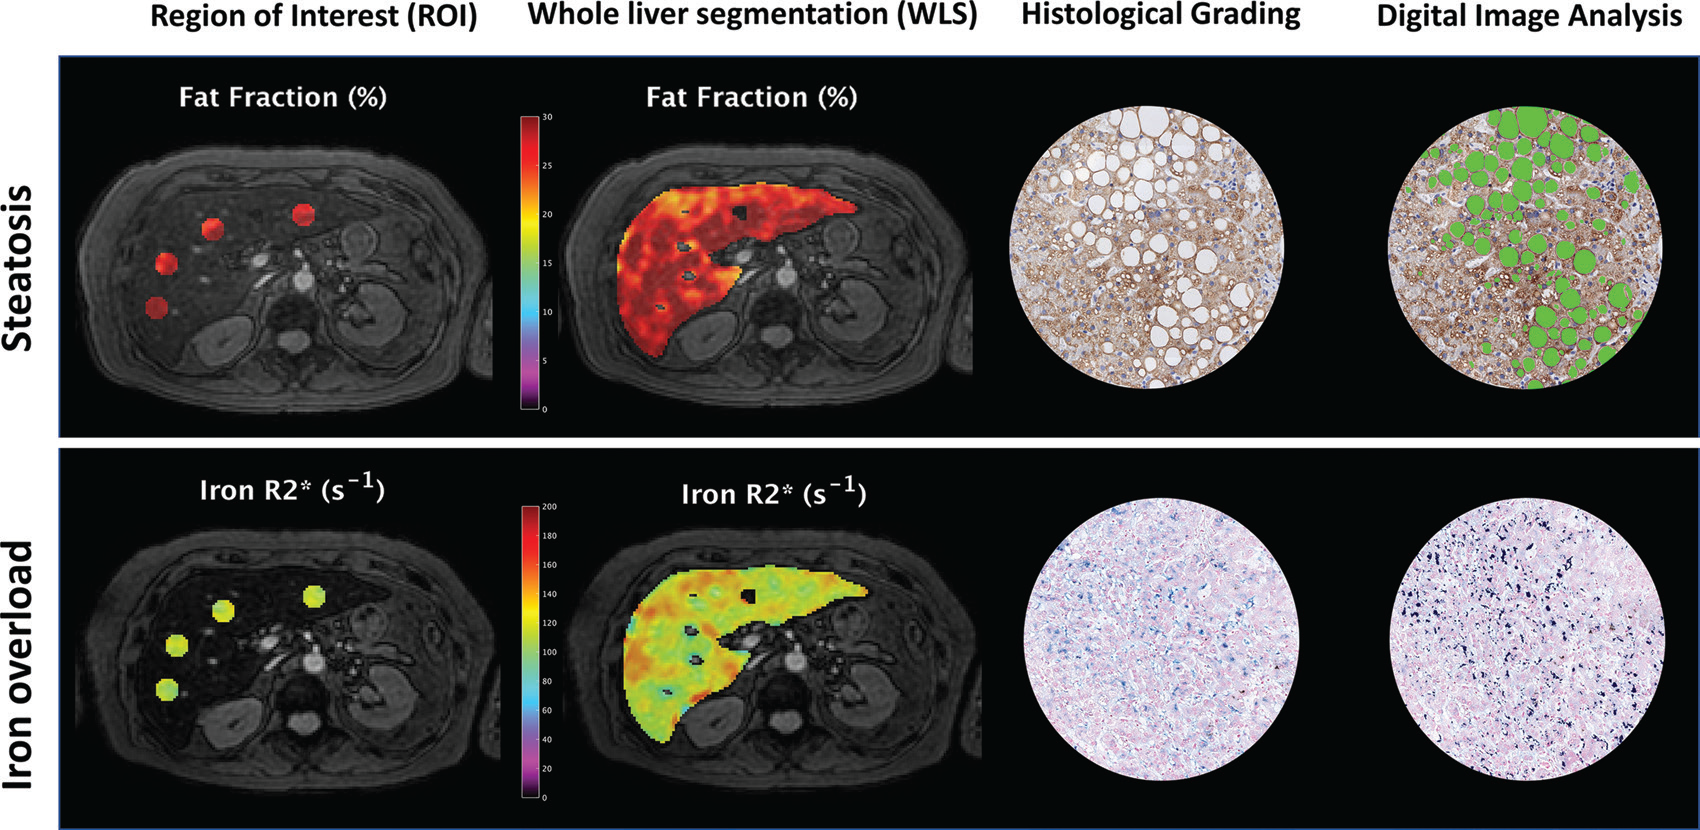 Region of Interest (ROI)
Whole liver segmentation (WLS)
Histological Grading
Digital Image Analysis
Steatosis
Fat Fraction (%)
30
25
20
15
10
5
0
Fat Fraction (%)
Iron overload
Iron R2* (s⁻¹)
200
180
160
140
120
100
80
60
40
20
0
Iron R2* (s⁻¹)